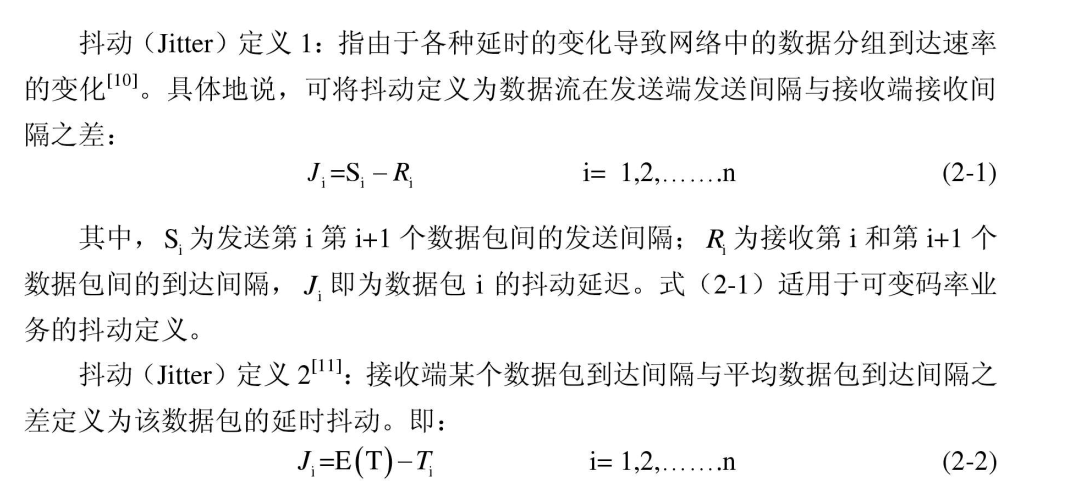 抖动（Jitter）定义 1：指由于各种延时的变化导致网络中的数据分组到达速率
的变化[10]。具体地说，可将抖动定义为数据流在发送端发送间隔与接收端接收间
隔之差：
Ji=Si－Ri i= 1,2,…….n (2-1)
其中，Si 为发送第 i 第 i+1 个数据包间的发送间隔；Ri 为接收第 i 和第 i+1 个
数据包间的到达间隔，Ji 即为数据包 i 的抖动延迟。式（2-1）适用于可变码率业
务的抖动定义。
抖动（Jitter）定义 2[11]：接收端某个数据包到达间隔与平均数据包到达间隔之
差定义为该数据包的延时抖动。即：
Ji=E(T)−Ti i= 1,2,…….n (2-2)